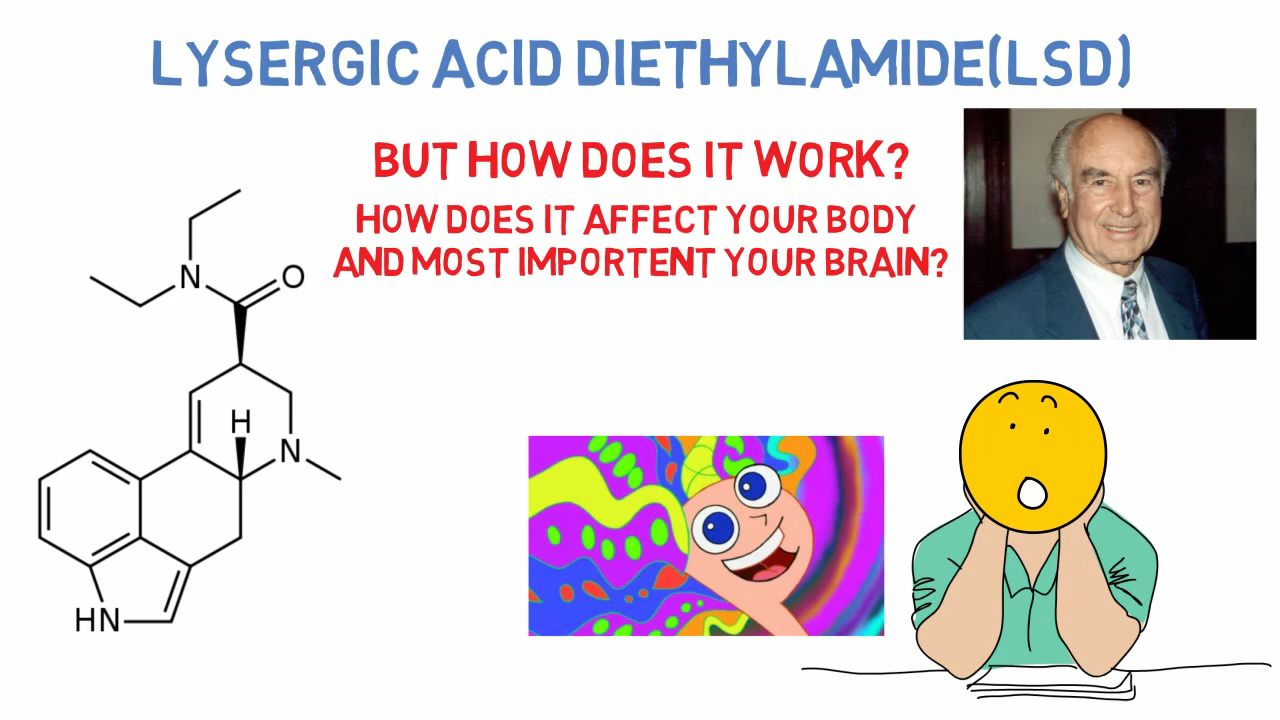 LYSERGIC ACID DIETHYLAMIDE(LSD)
BUT HOW DOES IT WORK?
HOW DOES IT AFFECT YOUR BODY
AND MOST IMPORTENT YOUR BRAIN?
N
O
H
N
HN